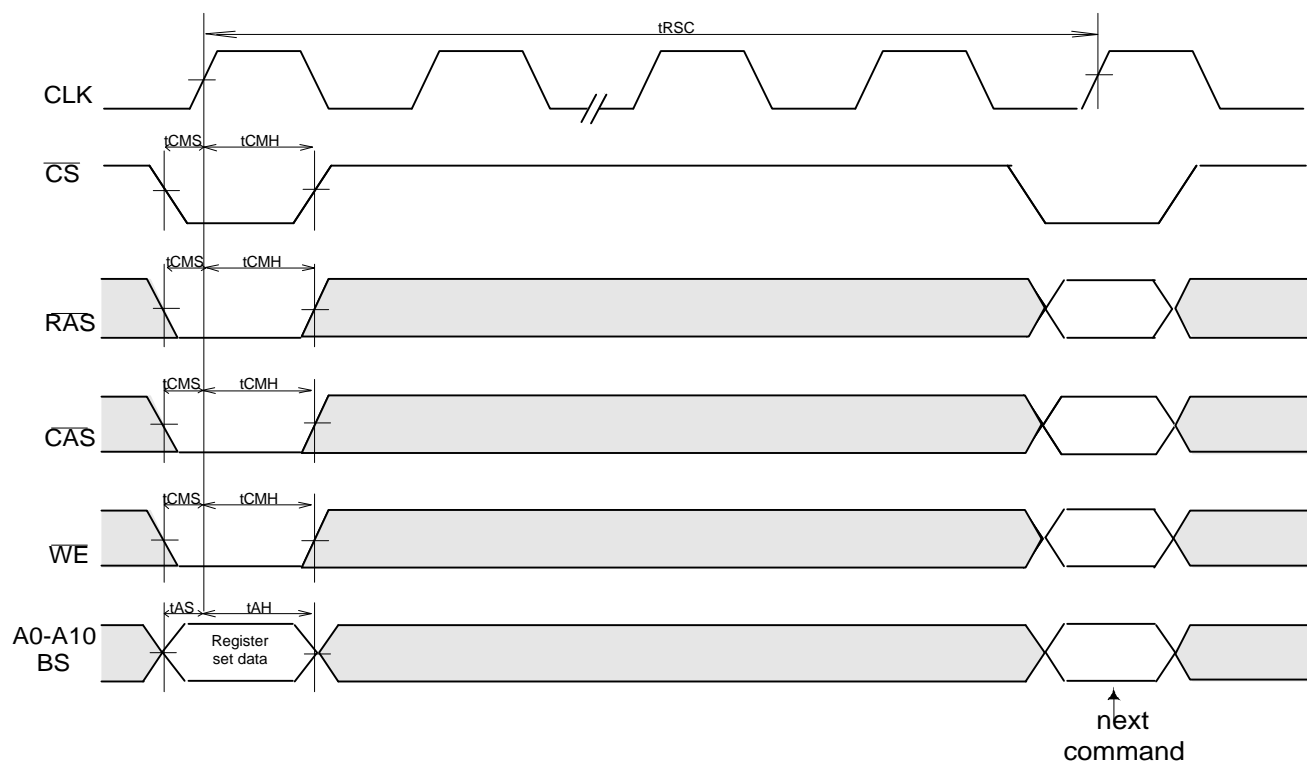 tRSC
CLK
tCMS tCMH
CS
tCMS tCMH
RAS
tCMS tCMH
CAS
tCMS tCMH
WE
tAS tAH
A0-A10
BS
Register
set data
next
command